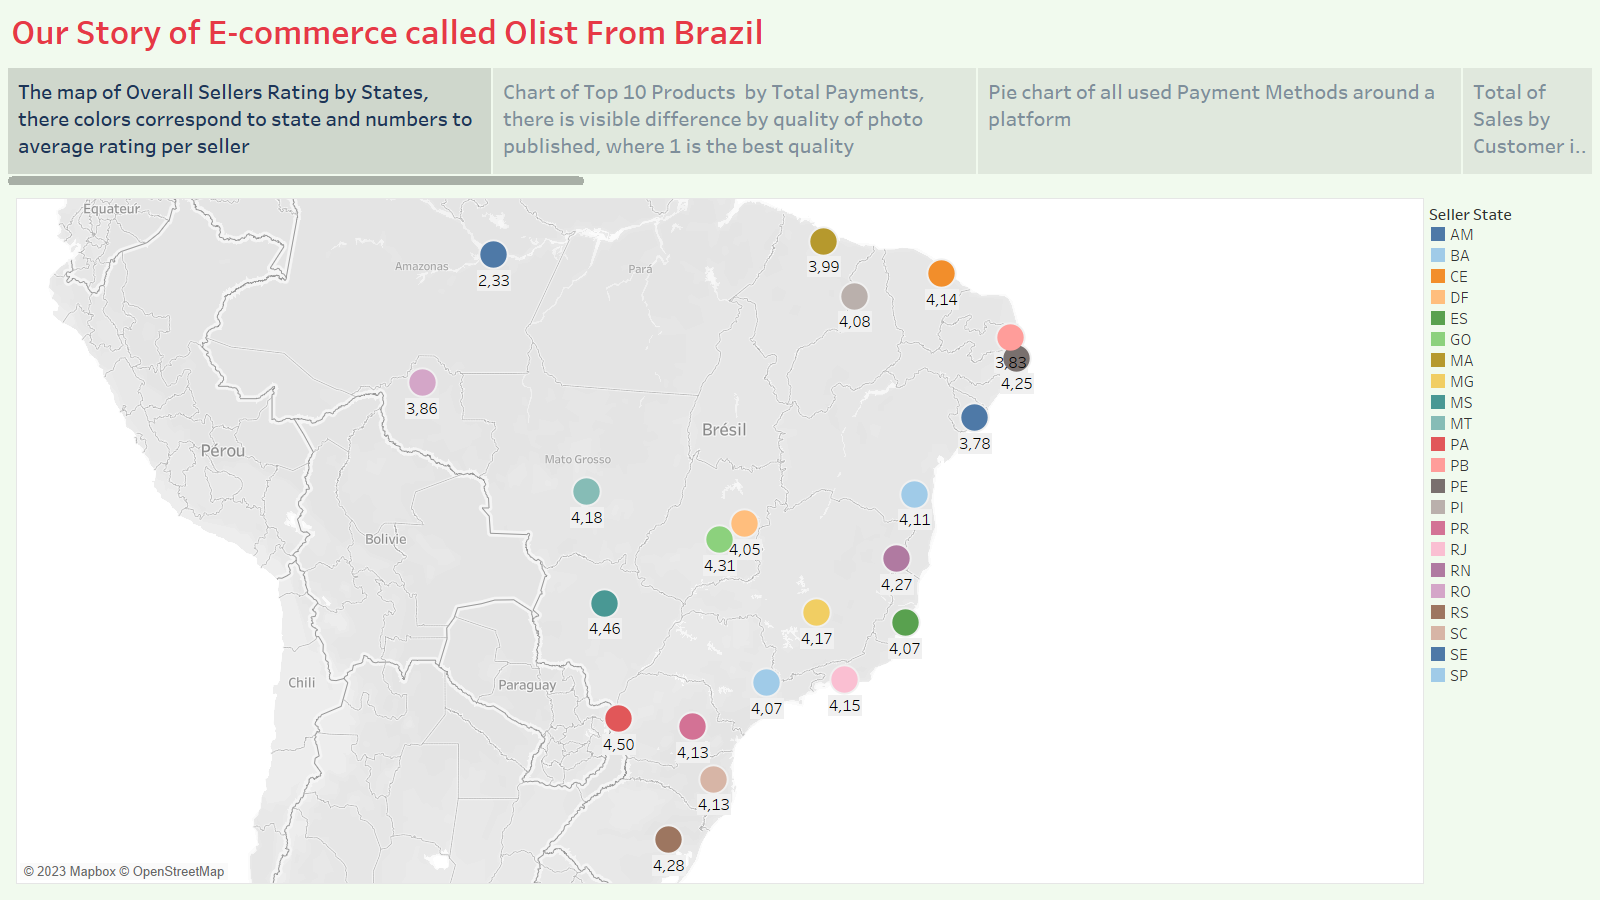 Our Story of E-commerce called Olist From Brazil
The map of Overall Sellers Rating by States,
there colors correspond to state and numbers to
average rating per seller
Chart of Top 10 Products by Total Payments,
there is visible difference by quality of photo
published, where 1 is the best quality
Pie chart of all used Payment Methods around a
platform
Total of
Sales by
Customer i..
Équateur
Amazonas
2,33
Pará
3,99
4,08
4,14
3,83
4,25
3,86
3,78
Brésil
Pérou
Mato Grosso
4,18
4,11
4,05
4,31
Bolivie
4,27
4,46
4,17
4,07
Chili
Paraguay
4,07
4,15
4,50
4,13
4,13
4,28
© 2023 Mapbox © OpenStreetMap
Seller State
AM
BA
CE
DF
ES
GO
MA
MG
MS
MT
PA
PB
PE
PI
PR
RJ
RN
RO
RS
SC
SE
SP